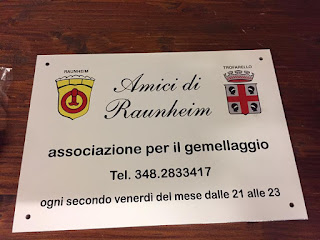 RAUNHEIM
TROFARELLO
Amici di
Raunheim
associazione per il gemellaggio
Tel. 348.2833417
ogni secondo venerdì del mese dalle 21 alle 23